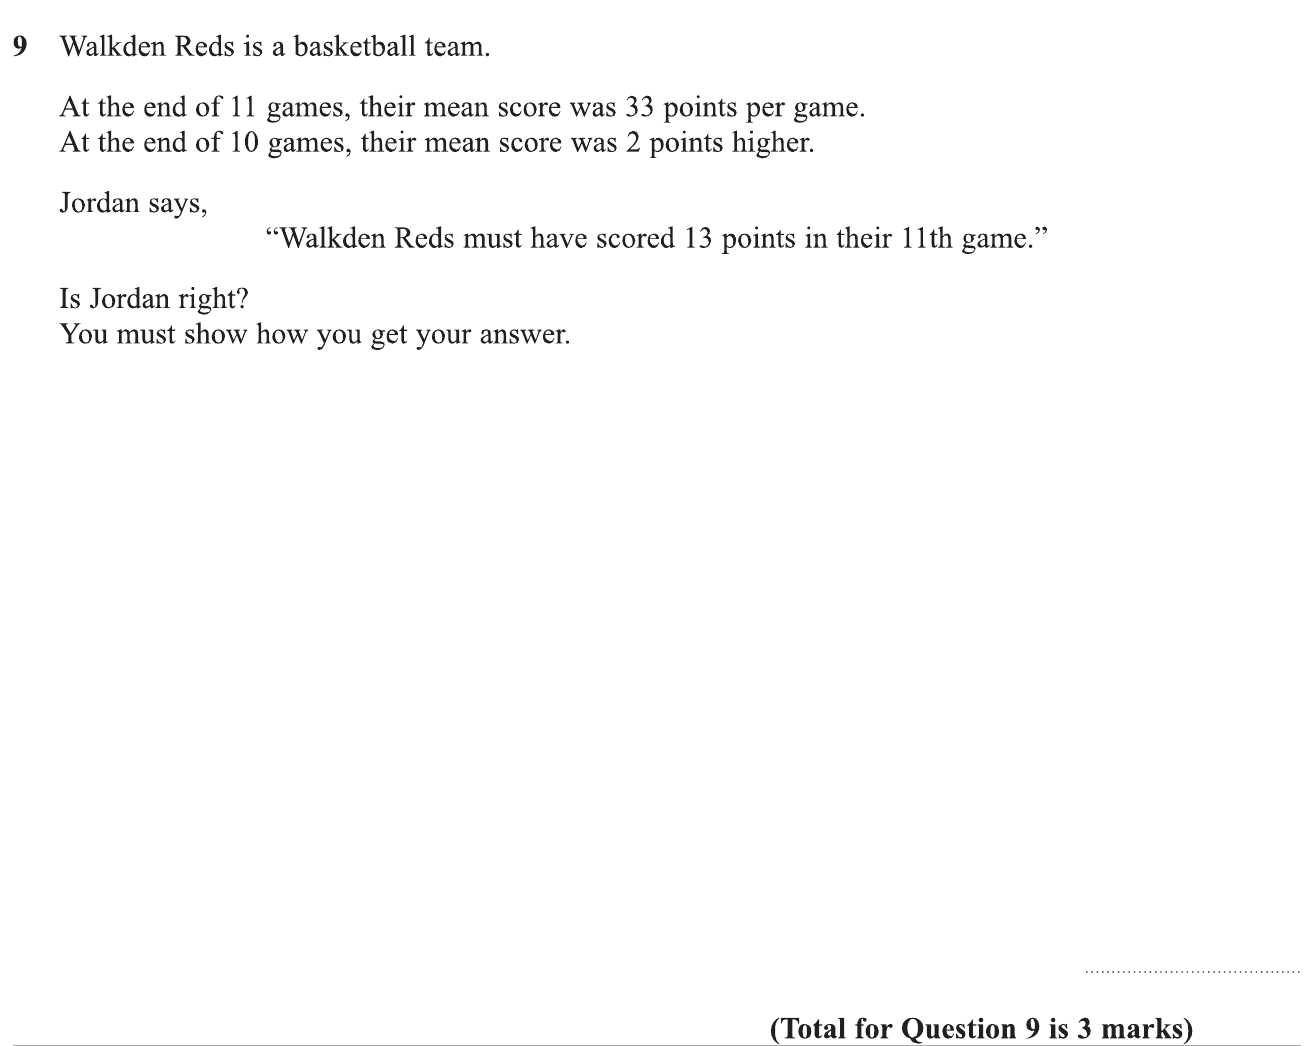 9 Walkden Reds is a basketball team.
At the end of 11 games, their mean score was 33 points per game.
At the end of 10 games, their mean score was 2 points higher.
Jordan says,
“Walkden Reds must have scored 13 points in their 11th game.”
Is Jordan right?
You must show how you get your answer.
(Total for Question 9 is 3 marks)